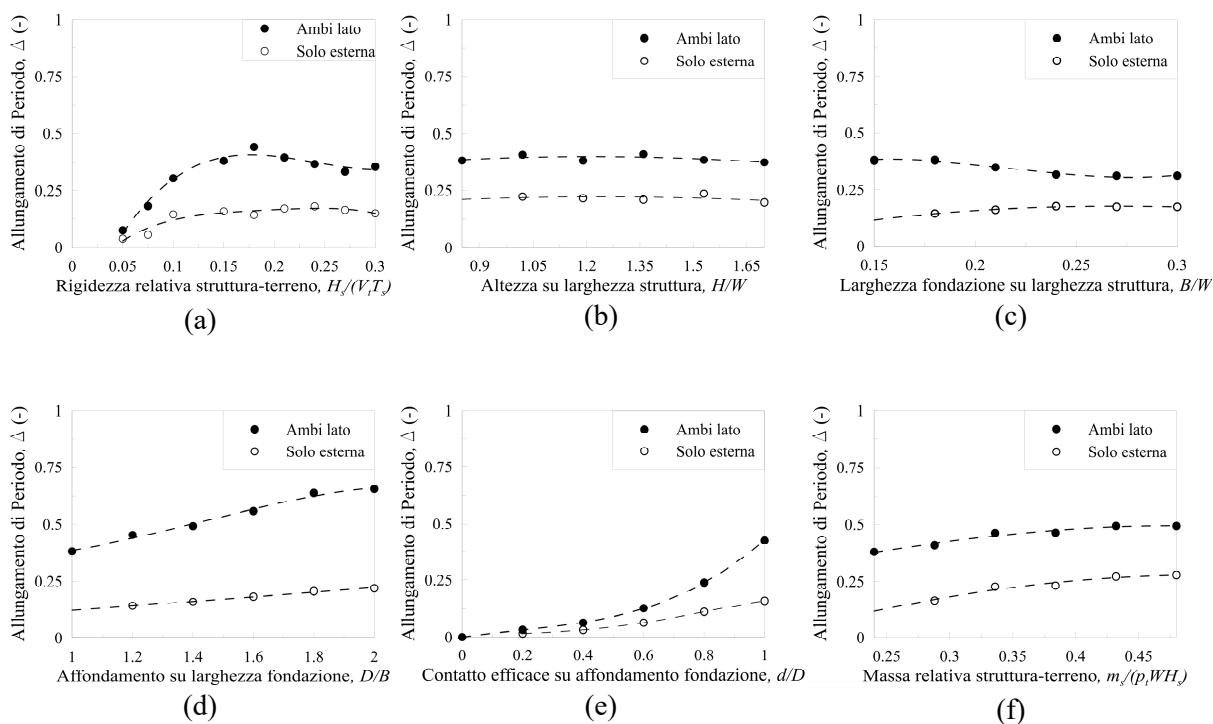 Allungamento di Periodo, Δ (-)
1
0.75
0.5
0.25
0
Ambi lato
Solo esterna
0 0.05 0.1 0.15 0.2 0.25 0.3
Rigidezza relativa struttura-terreno, Hs/(VtTs)
(a)
Allungamento di Periodo, Δ (-)
1
0.75
0.5
0.25
0
Ambi lato
Solo esterna
0.9 1.05 1.2 1.35 1.5 1.65
Altezza su larghezza struttura, H/W
(b)
Allungamento di Periodo, Δ (-)
1
0.75
0.5
0.25
0
Ambi lato
Solo esterna
0.15 0.18 0.21 0.24 0.27 0.3
Larghezza fondazione su larghezza struttura, B/W
(c)
Allungamento di Periodo, Δ (-)
1
0.75
0.5
0.25
0
Ambi lato
Solo esterna
1 1.2 1.4 1.6 1.8 2
Affondamento su larghezza fondazione, D/B
(d)
Allungamento di Periodo, Δ (-)
1
0.75
0.5
0.25
0
Ambi lato
Solo esterna
0 0.2 0.4 0.6 0.8 1
Contatto efficace su affondamento fondazione, d/D
(e)
Allungamento di Periodo, Δ (-)
1
0.75
0.5
0.25
0
Ambi lato
Solo esterna
0.25 0.3 0.35 0.4 0.45
Massa relativa struttura-terreno, ms/(ptWHs)
(f)